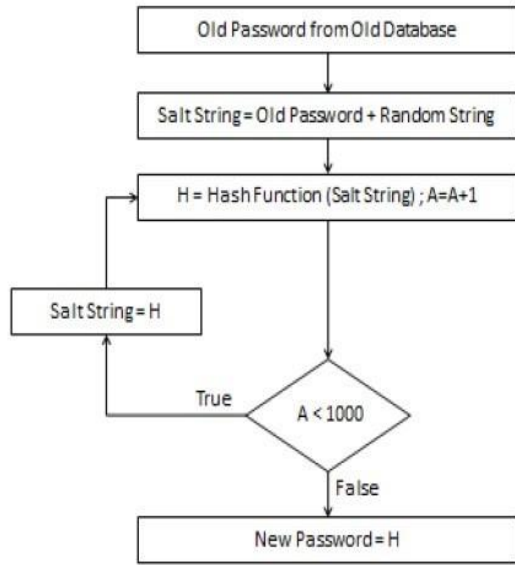 Old Password from Old Database
Salt String = Old Password + Random String
H = Hash Function (Salt String) ; A=A+1
Salt String = H
True
A < 1000
False
New Password = H